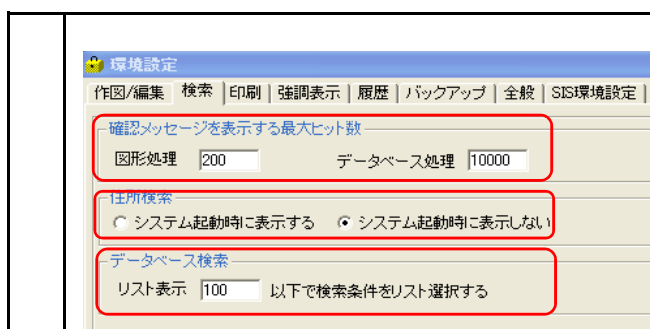 環境設定
作図/編集 検索 印刷 強調表示 履歴 バックアップ 全般 SIS環境設定
確認メッセージを表示する最大ヒット数
図形処理 200 データベース処理 10000
住所検索
システム起動時に表示する システム起動時に表示しない
データベース検索
リスト表示 100 以下で検索条件をリスト選択する